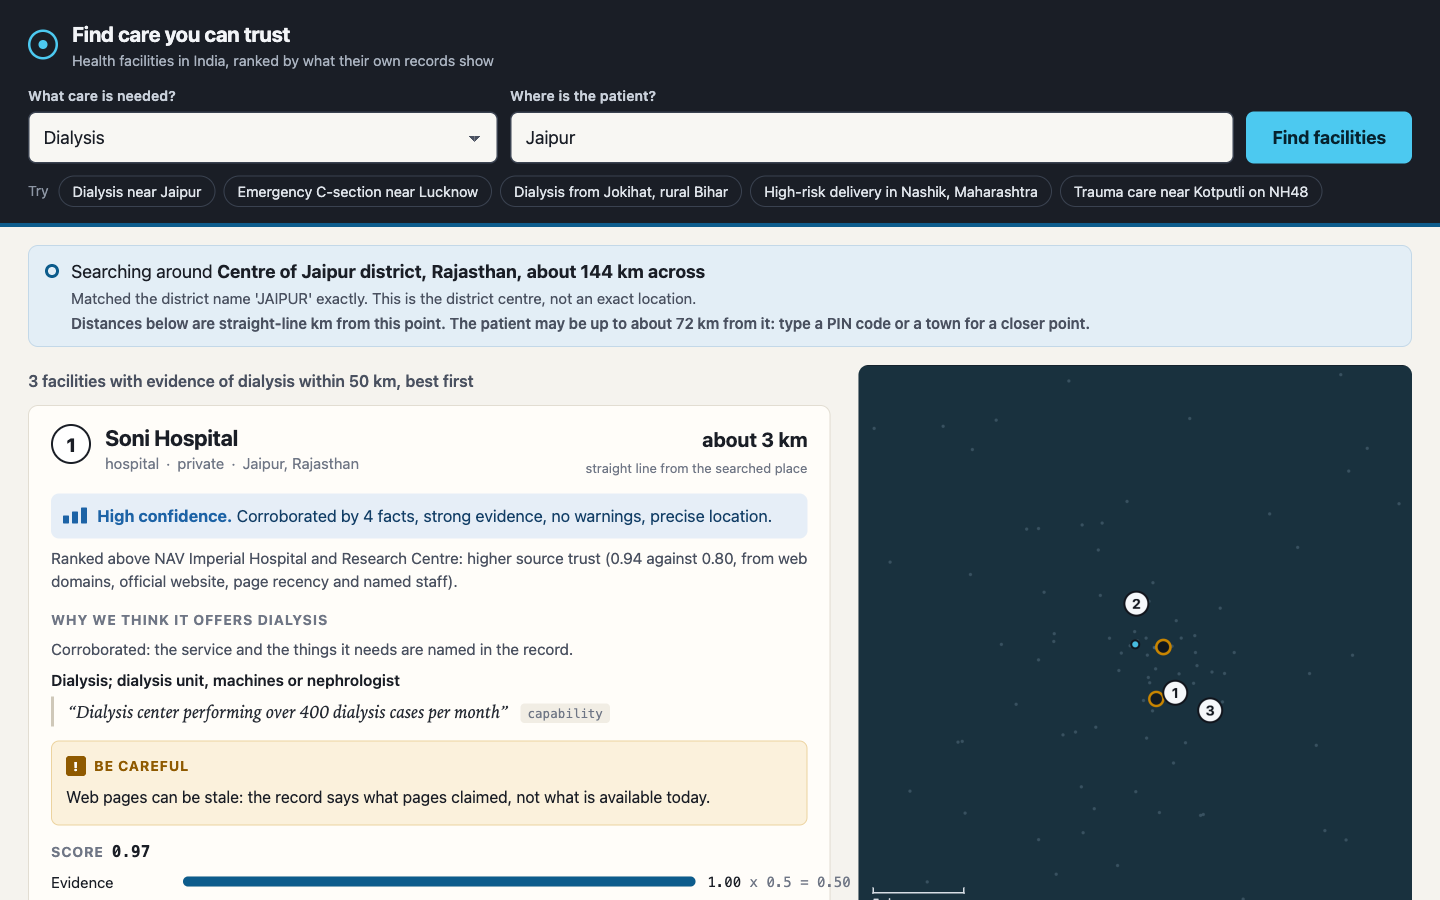 Find care you can trust
Health facilities in India, ranked by what their own records show
What care is needed?
Where is the patient?
Dialysis
Jaipur
Find facilities
Try
Dialysis near Jaipur
Emergency C-section near Lucknow
Dialysis from Jokihat, rural Bihar
High-risk delivery in Nashik, Maharashtra
Trauma care near Kotputli on NH48
Searching around Centre of Jaipur district, Rajasthan, about 144 km across
Matched the district name 'JAIPUR' exactly. This is the district centre, not an exact location.
Distances below are straight-line km from this point. The patient may be up to about 72 km from it: type a PIN code or a town for a closer point.
3 facilities with evidence of dialysis within 50 km, best first
1
Soni Hospital
about 3 km
hospital · private · Jaipur, Rajasthan
straight line from the searched place
High confidence. Corroborated by 4 facts, strong evidence, no warnings, precise location.
Ranked above NAV Imperial Hospital and Research Centre: higher source trust (0.94 against 0.80, from web
domains, official website, page recency and named staff).
WHY WE THINK IT OFFERS DIALYSIS
Corroborated: the service and the things it needs are named in the record.
Dialysis; dialysis unit, machines or nephrologist
“Dialysis center performing over 400 dialysis cases per month” capability
! BE CAREFUL
Web pages can be stale: the record says what pages claimed, not what is available today.
SCORE 0.97
Evidence
1.00 x 0.5 = 0.50
2
1
3